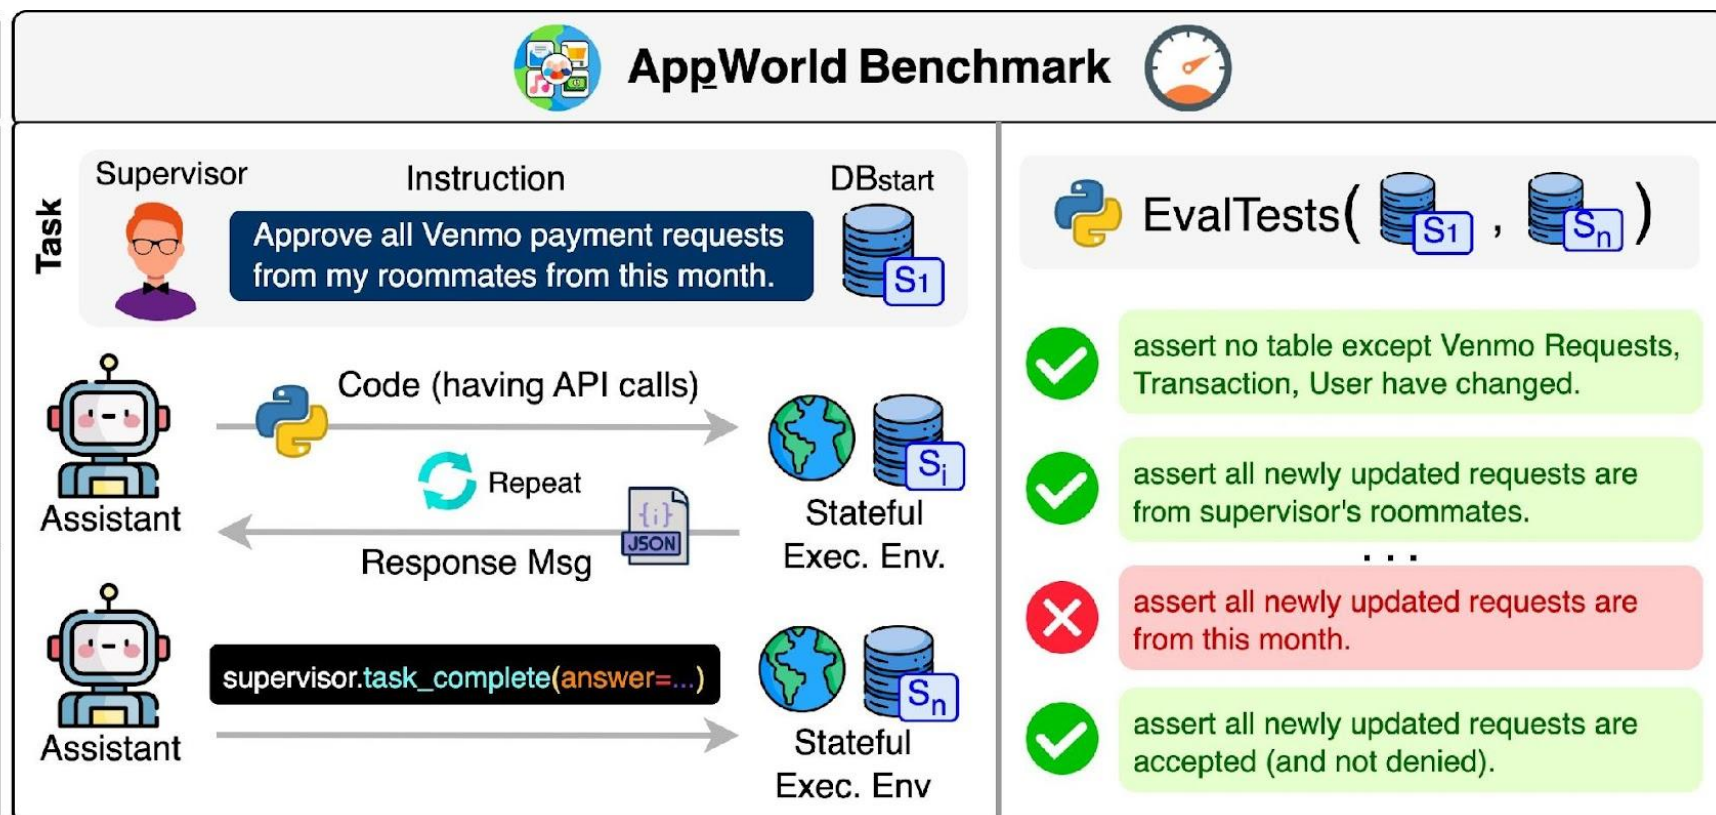 AppWorld Benchmark
Task
Supervisor
Instruction
DBstart
Approve all Venmo payment requests
from my roommates from this month.
S1
Assistant
Code (having API calls)
Repeat
{i}
JSON
Response Msg
Si
Stateful
Exec. Env.
Assistant
supervisor.task_complete(answer=...)
Sn
Stateful
Exec. Env
EvalTests( S1 , Sn )
assert no table except Venmo Requests,
Transaction, User have changed.
assert all newly updated requests are
from supervisor's roommates.
...
assert all newly updated requests are
from this month.
assert all newly updated requests are
accepted (and not denied).